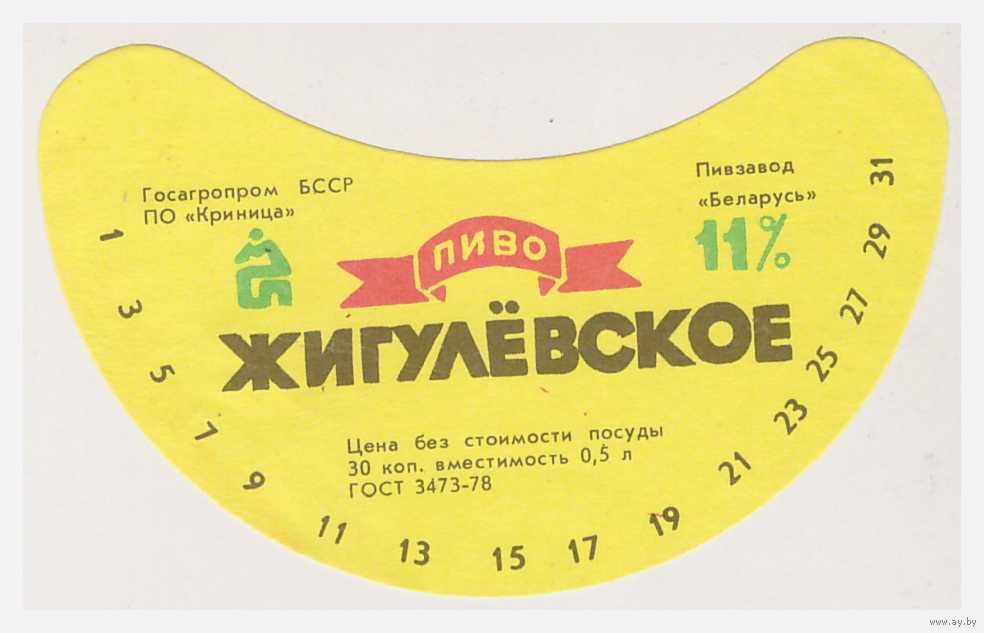 Госагропром БССР
ПО «Криница»
Пивзавод
«Беларусь»
11%
ПИВО
ЖИГУЛЁВСКОЕ
Цена без стоимости посуды
30 коп. вместимость 0,5 л
ГОСТ 3473-78
1 3 5 7 9 11 13 15 17 19 21 23 25 27 29 31
www.ay.by